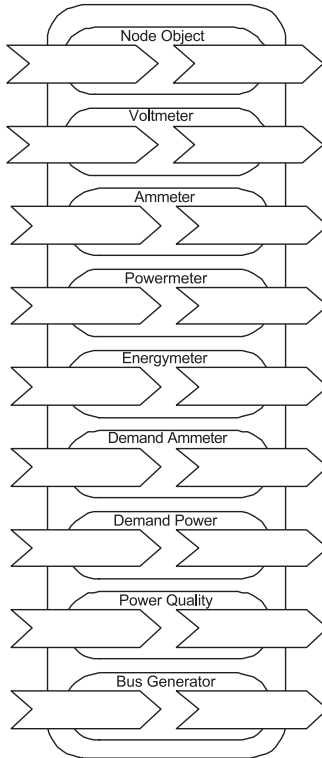 Node Object
Voltmeter
Ammeter
Powermeter
Energymeter
Demand Ammeter
Demand Power
Power Quality
Bus Generator